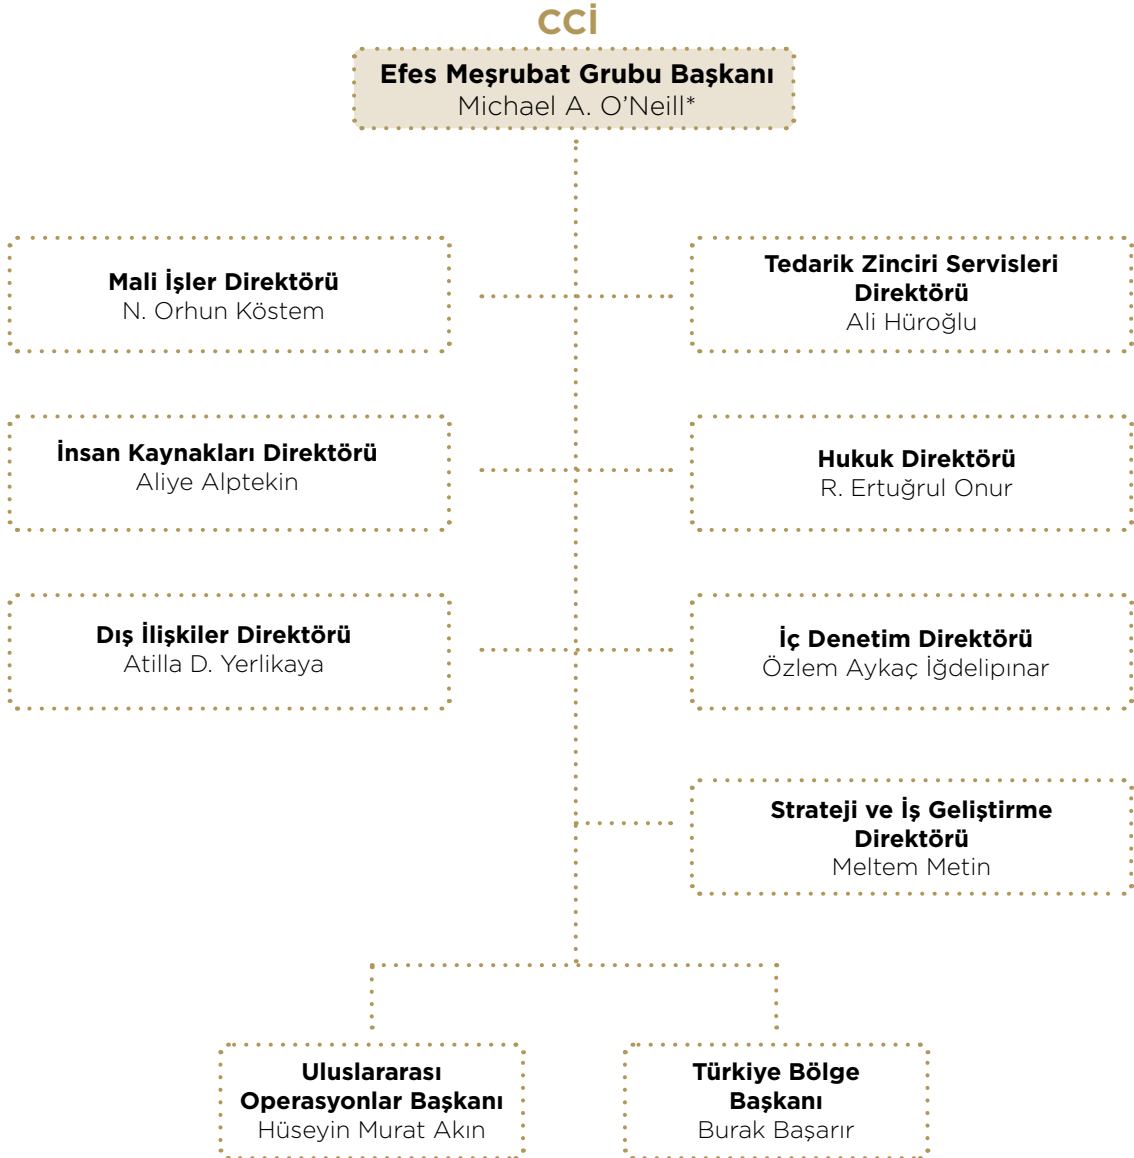 CCİ
Efes Meşrubat Grubu Başkanı
Michael A. O’Neill*
Mali İşler Direktörü
N. Orhun Köstem
Tedarik Zinciri Servisleri
Direktörü
Ali Hüroğlu
İnsan Kaynakları Direktörü
Aliye Alptekin
Hukuk Direktörü
R. Ertuğrul Onur
Dış İlişkiler Direktörü
Atilla D. Yerlikaya
İç Denetim Direktörü
Özlem Aykaç İğdelipınar
Strateji ve İş Geliştirme
Direktörü
Meltem Metin
Uluslararası
Operasyonlar Başkanı
Hüseyin Murat Akın
Türkiye Bölge
Başkanı
Burak Başarır